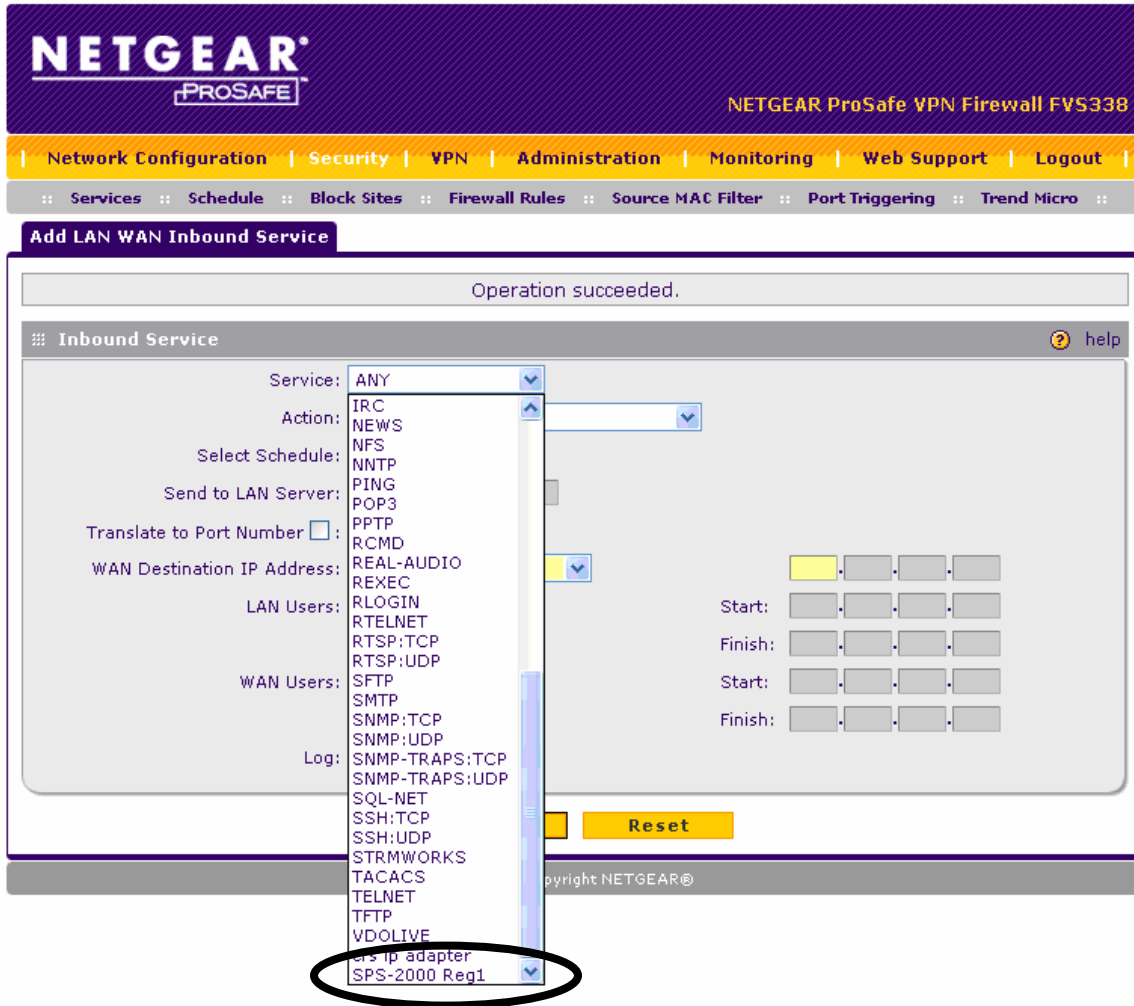 NETGEAR®
PROSAFE™
NETGEAR ProSafe VPN Firewall FVS338
| Network Configuration | Security | VPN | Administration | Monitoring | Web Support | Logout |
:: Services :: Schedule :: Block Sites :: Firewall Rules :: Source MAC Filter :: Port Triggering :: Trend Micro ::
Add LAN WAN Inbound Service
Operation succeeded.
Inbound Service ? help
Service: ANY
Action:
Select Schedule:
Send to LAN Server:
Translate to Port Number :
WAN Destination IP Address: . . .
LAN Users: Start: . . .
Finish: . . .
WAN Users: Start: . . .
Finish: . . .
Log:
IRC
NEWS
NFS
NNTP
PING
POP3
PPTP
RCMD
REAL-AUDIO
REXEC
RLOGIN
RTELNET
RTSP:TCP
RTSP:UDP
SFTP
SMTP
SNMP:TCP
SNMP:UDP
SNMP-TRAPS:TCP
SNMP-TRAPS:UDP
SQL-NET
SSH:TCP
SSH:UDP
STRMWORKS
TACACS
TELNET
TFTP
VDOLIVE
ip adapter
SPS-2000 Reg1
Reset
pyright NETGEAR®